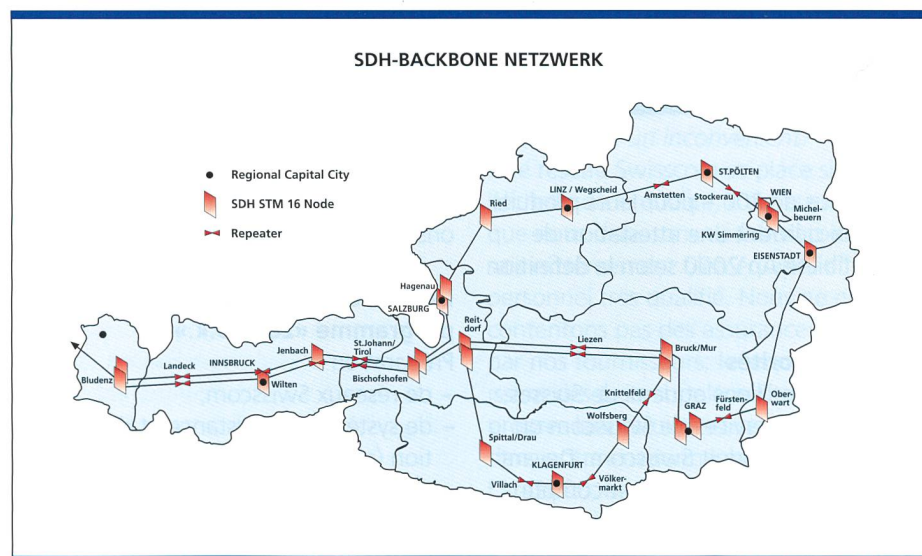 SDH-BACKBONE NETZWERK
Regional Capital City
SDH STM 16 Node
Repeater
ST.PÖLTEN
LINZ / Wegscheid
Amstetten
Stockerau
WIEN
Michel-
beuern
Ried
KW Simmering
EISENSTADT
Hagenau
SALZBURG
Reit-
dorf
St.Johann/
Tirol
Jenbach
Liezen
Bruck/Mur
INNSBRUCK
Landeck
Bludenz
Wilten
Bischofshofen
Knittelfeld
GRAZ
Fürsten-
feld
Ober-
wart
Wolfsberg
Spittal/Drau
KLAGENFURT
Villach
Völker-
markt